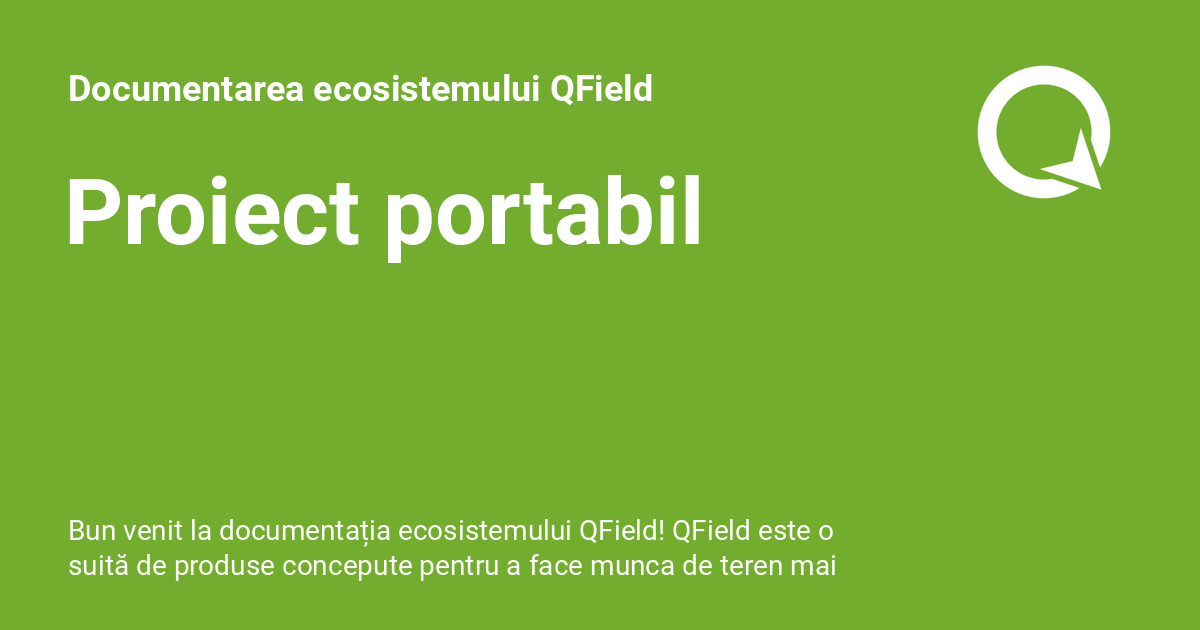 Documentarea ecosistemului QField
Proiect portabil
Bun venit la documentația ecosistemului QField! QField este o
suită de produse concepute pentru a face munca de teren mai